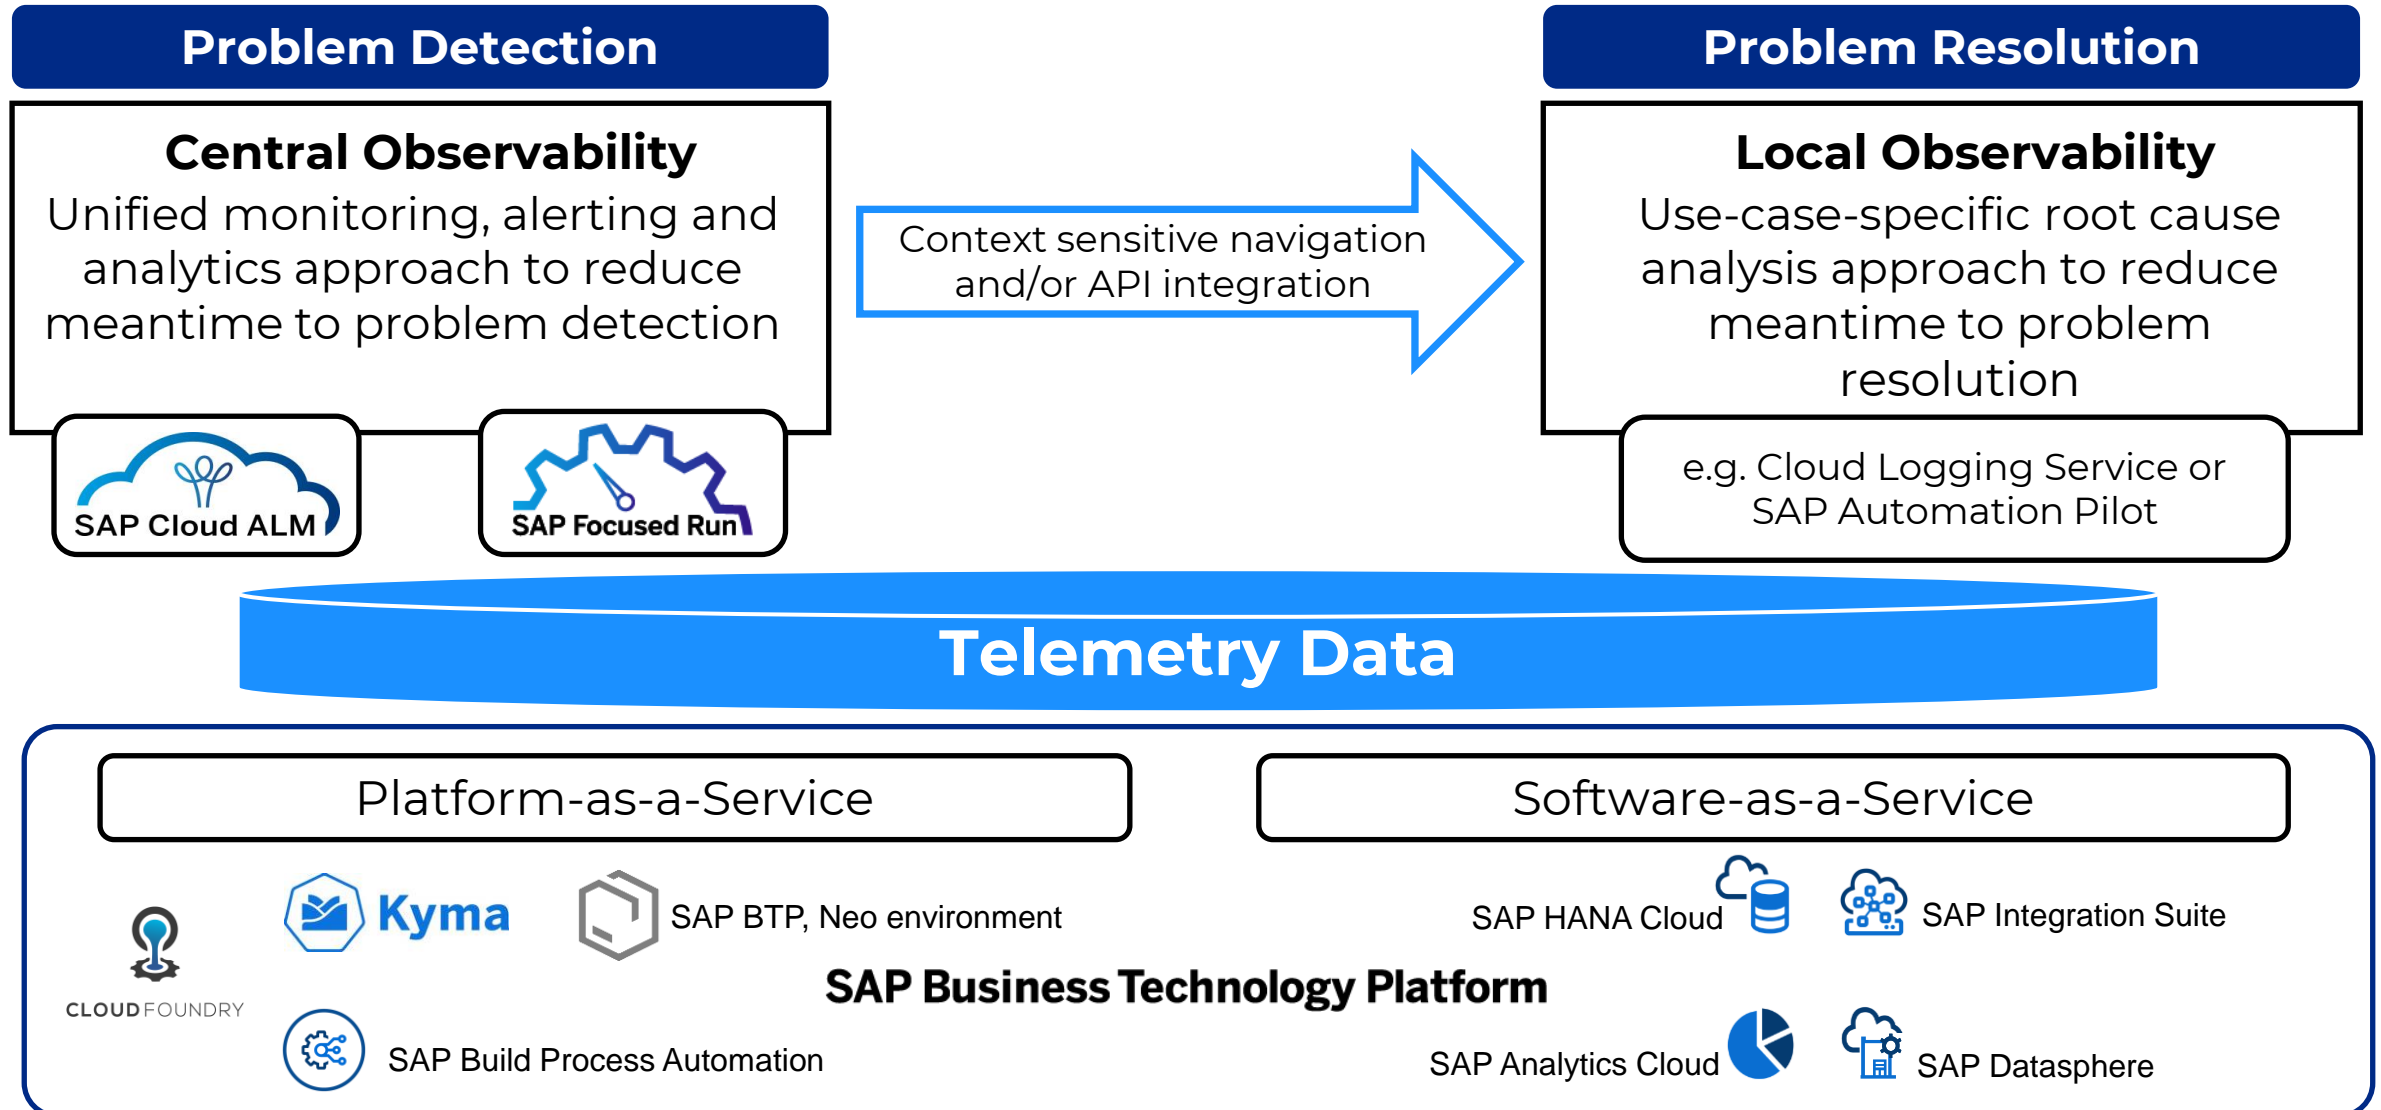 Problem Detection
Central Observability
Unified monitoring, alerting and
analytics approach to reduce
meantime to problem detection
SAP Cloud ALM
SAP Focused Run
Context sensitive navigation
and/or API integration
Problem Resolution
Local Observability
Use-case-specific root cause
analysis approach to reduce
meantime to problem
resolution
e.g. Cloud Logging Service or
SAP Automation Pilot
Telemetry Data
Platform-as-a-Service
Software-as-a-Service
CLOUD FOUNDRY
Kyma
SAP BTP, Neo environment
SAP HANA Cloud
SAP Integration Suite
SAP Business Technology Platform
SAP Build Process Automation
SAP Analytics Cloud
SAP Datasphere